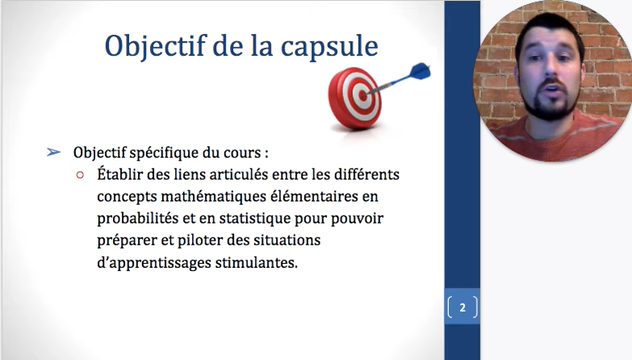 Objectif de la capsule
Objectif spécifique du cours :
Établir des liens articulés entre les différents
concepts mathématiques élémentaires en
probabilités et en statistique pour pouvoir
préparer et piloter des situations
d’apprentissages stimulantes.
2